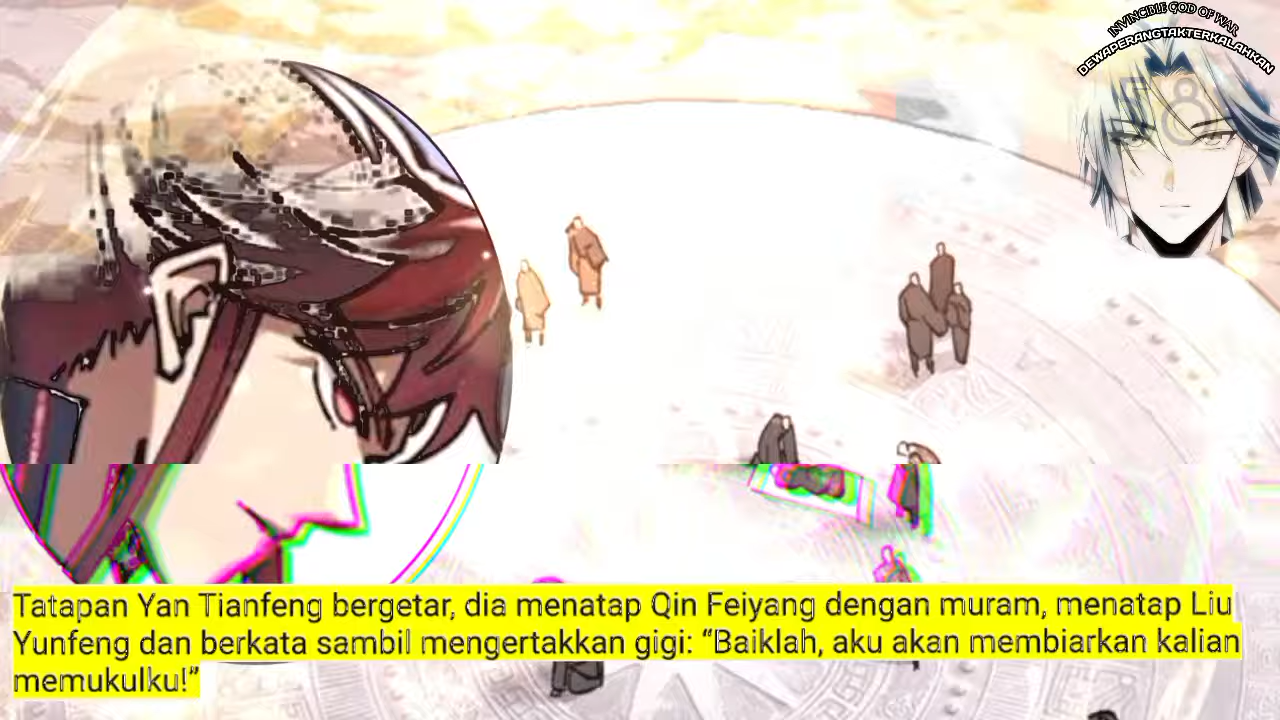 INVINCIBLE GOD OF WAR
DEWAPERANGTAKTERKALAHKAN
58
Tatapan Yan Tianfeng bergetar, dia menatap Qin Feiyang dengan muram, menatap Liu
Yunfeng dan berkata sambil mengertakkan gigi: “Baiklah, aku akan membiarkan kalian
memukulku!”